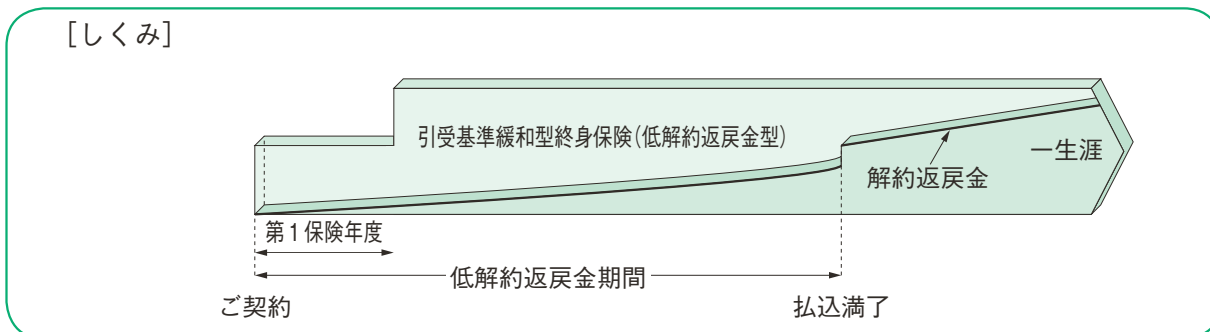 [しくみ]
引受基準緩和型終身保険(低解約返戻金型)
一生涯
解約返戻金
第1保険年度
低解約返戻金期間
ご契約
払込満了